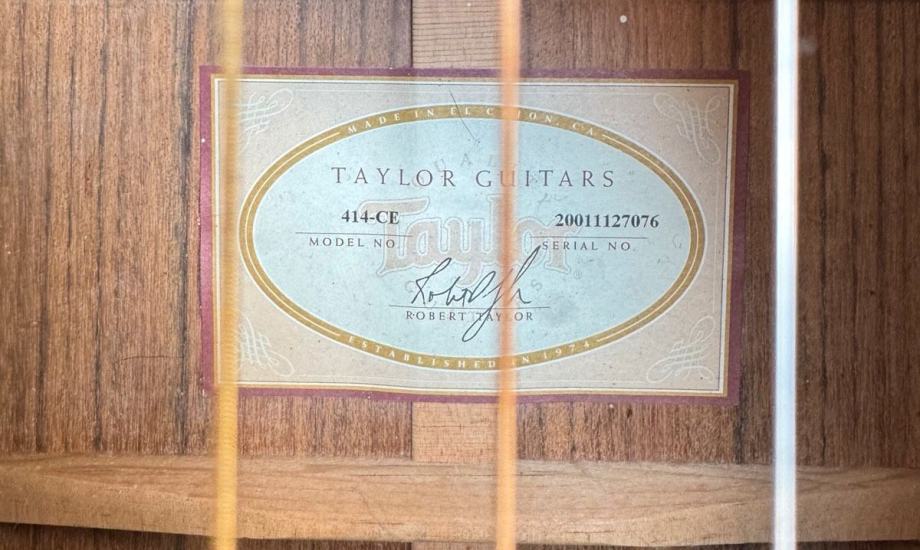 MADE IN EL CAJON, CA
TAYLOR GUITARS
414-CE 20011127076
MODEL NO. SERIAL NO.
Taylor
ROBERT TAYLOR
ESTABLISHED IN 1974